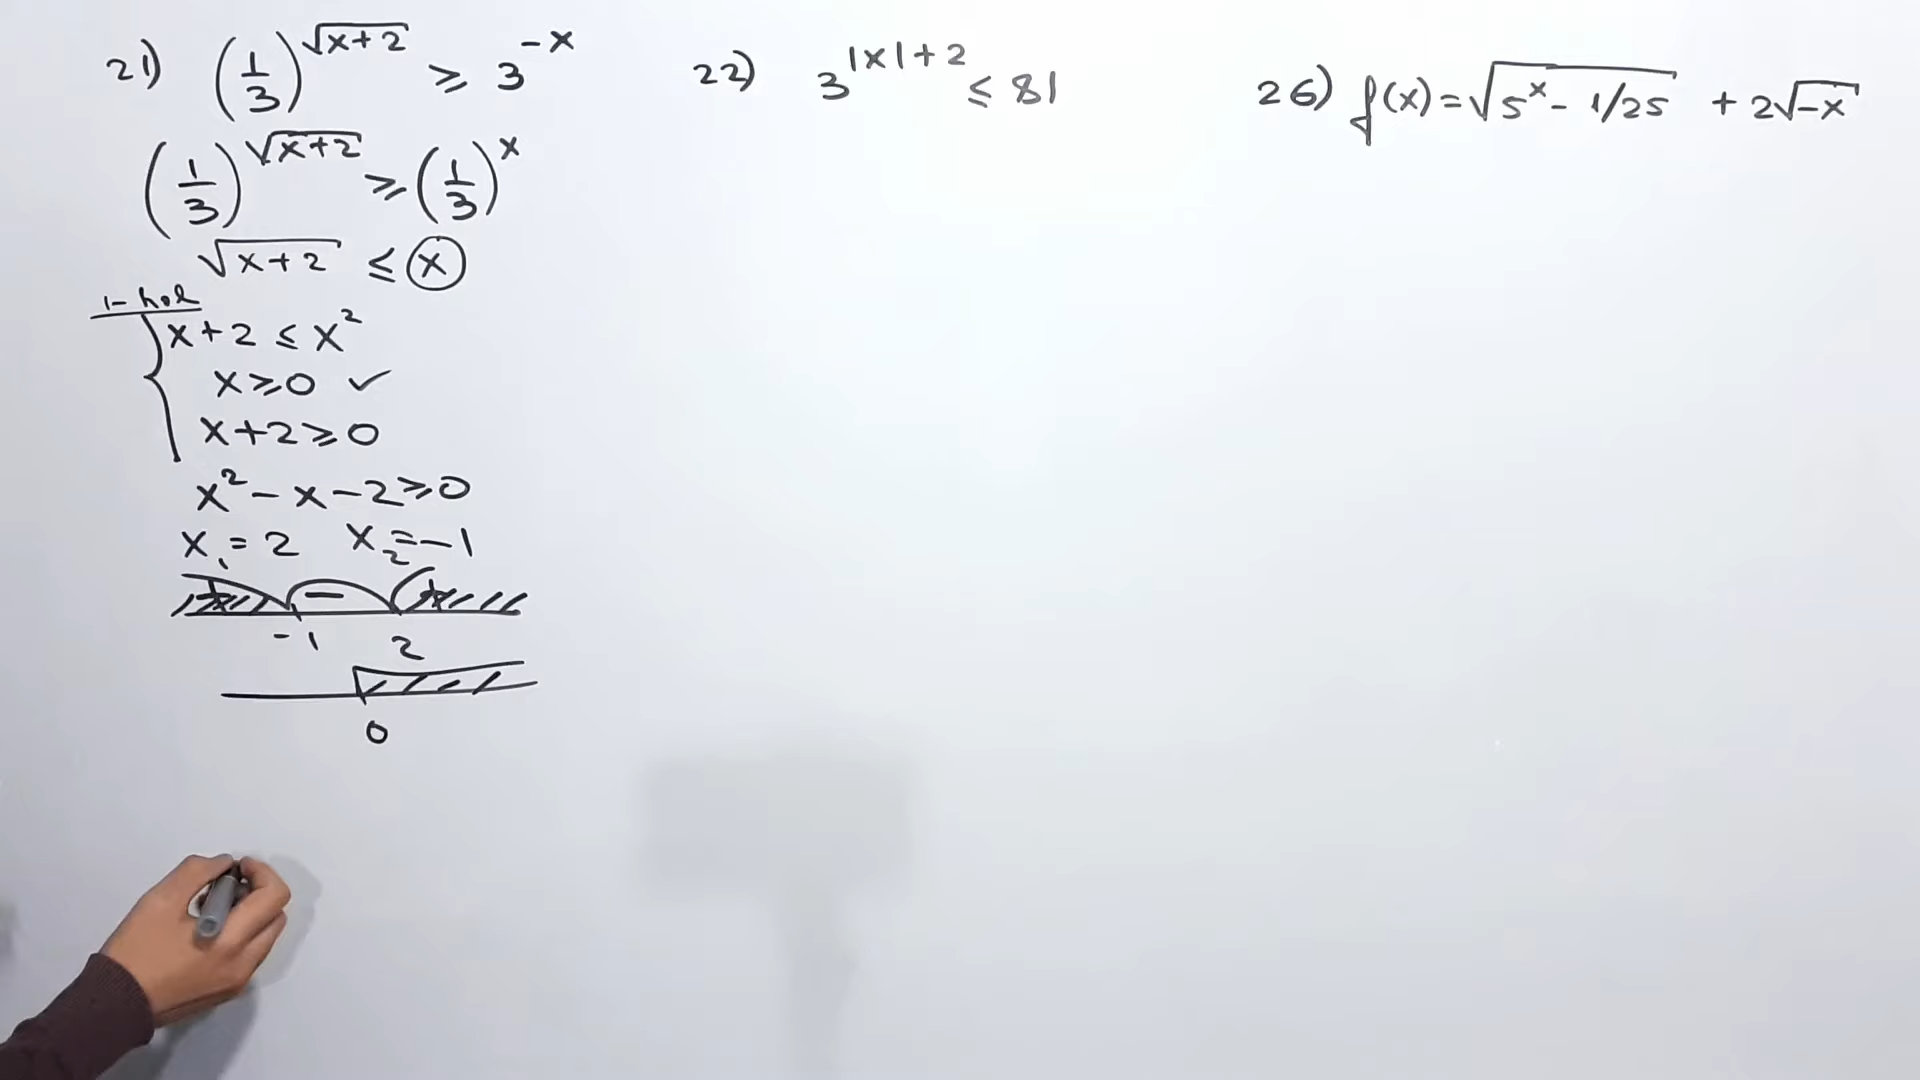 21) (1/3)^√(x+2) ≥ 3^-x
(1/3)^√(x+2) ≥ (1/3)^x
√(x+2) ≤ x
1-hol
x+2 ≤ x²
x≥0 ✓
x+2≥0
x²-x-2≥0
x₁=2 x₂=-1
+ - +
-1 2
0
22) 3^|x|+2 ≤ 81
26) f(x)=√(5^x - 1/25) + 2√-x